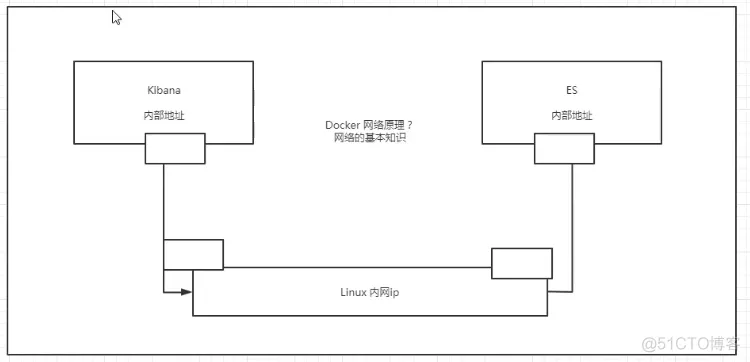 Kibana
内部地址
Docker 网络原理？
网络的基本知识
ES
内部地址
Linux 内网ip
@51CTO博客